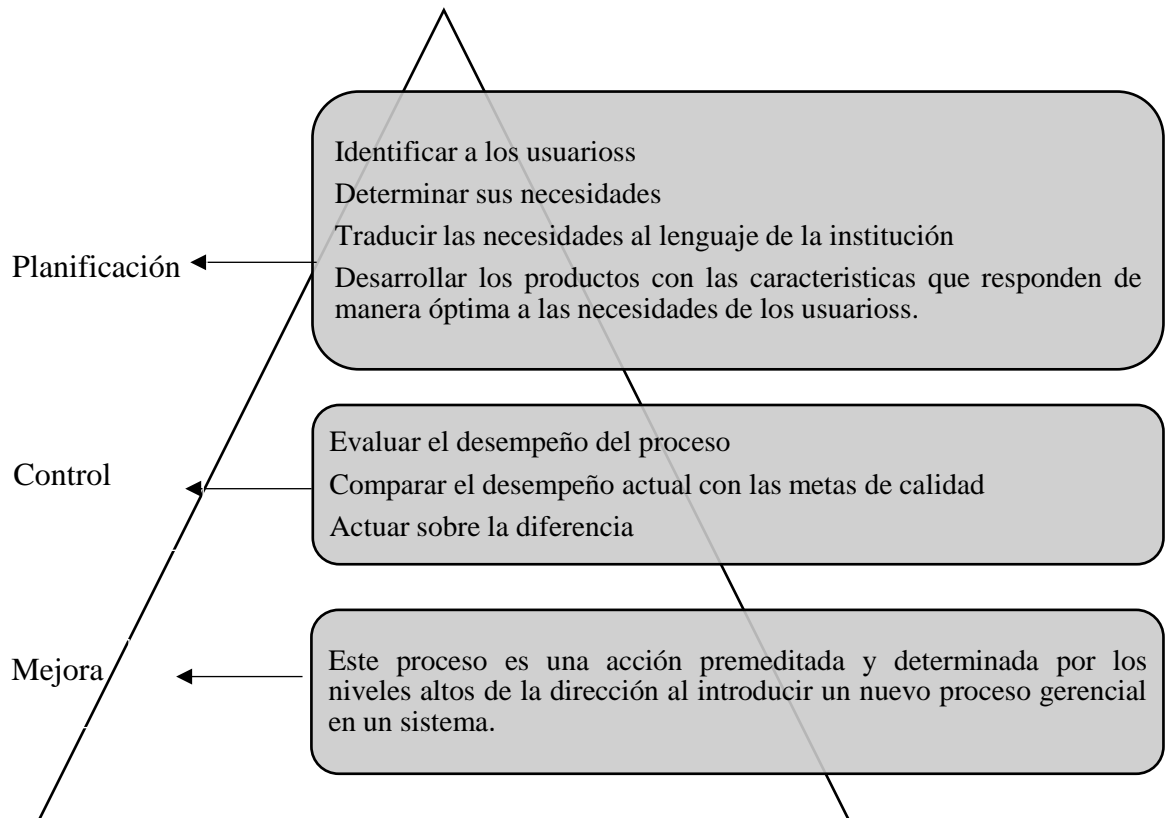 Identificar a los usuarioss
Determinar sus necesidades
Traducir las necesidades al lenguaje de la institución
Planificación
Desarrollar los productos con las caracteristicas que responden de
manera óptima a las necesidades de los usuarioss.
Evaluar el desempeño del proceso
Control
Comparar el desempeño actual con las metas de calidad
Actuar sobre la diferencia
Mejora
Este proceso es una acción premeditada y determinada por los
niveles altos de la dirección al introducir un nuevo proceso gerencial
en un sistema.